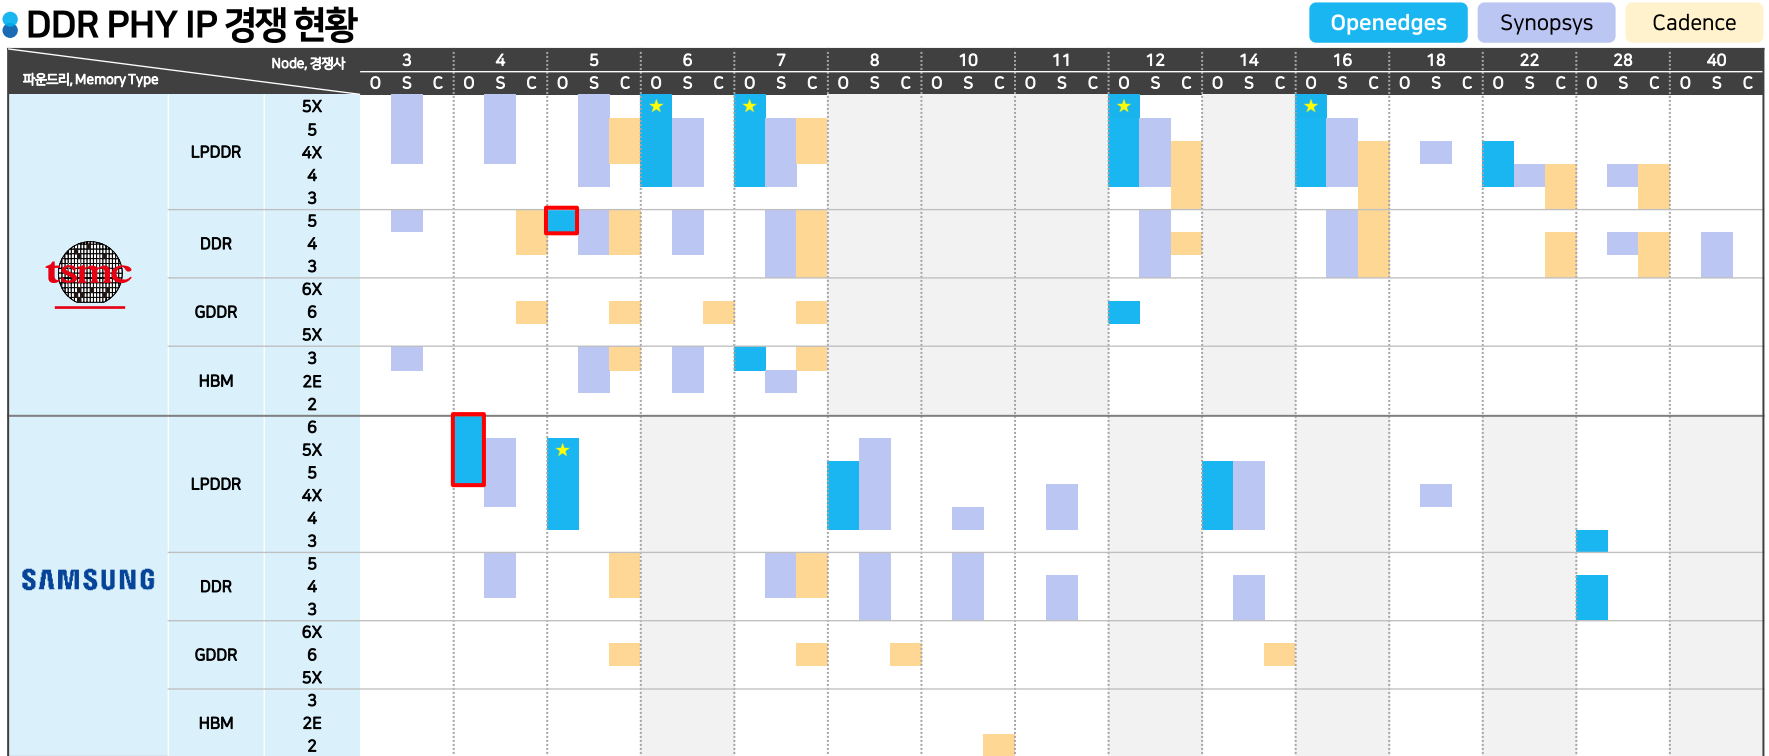 DDR PHY IP 경쟁 현황
Openedges Synopsys Cadence
Node, 경쟁사 3 4 5 6 7 8 10 11 12 14 16 18 22 28 40
파운드리, Memory Type O S C O S C O S C O S C O S C O S C O S C O S C O S C O S C O S C O S C O S C O S C O S C
tsmc
LPDDR
5X
5
4X
4
3
DDR
5
4
3
GDDR
6X
6
5X
HBM
3
2E
2
SAMSUNG
LPDDR
6
5X
5
4X
4
3
DDR
5
4
3
GDDR
6X
6
5X
HBM
3
2E
2